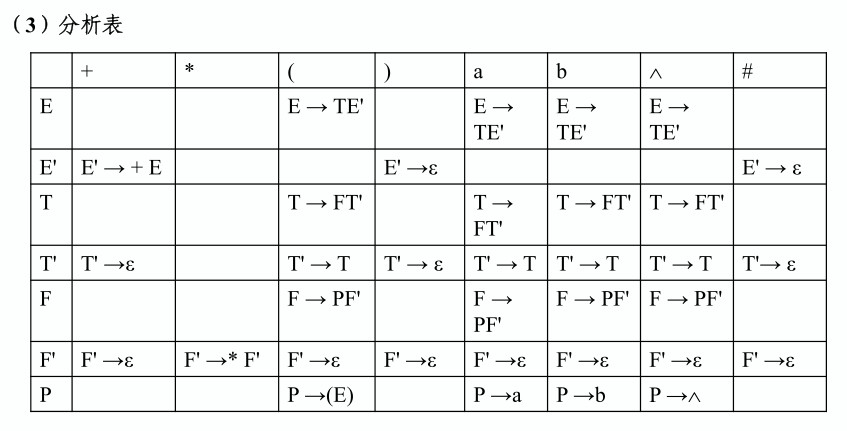 （3）分析表
+ * ( ) a b ∧ #
E E → TE' E → TE' E → TE' E → TE'
E' E' → + E E' →ε E' → ε
T T → FT' T → FT' T → FT' T → FT'
T' T' →ε T' → T T' → ε T' → T T' → T T' → T T'→ ε
F F → PF' F → PF' F → PF' F → PF'
F' F' →ε F' →* F' F' →ε F' →ε F' →ε F' →ε F' →ε F' →ε
P P →(E) P →a P →b P →∧